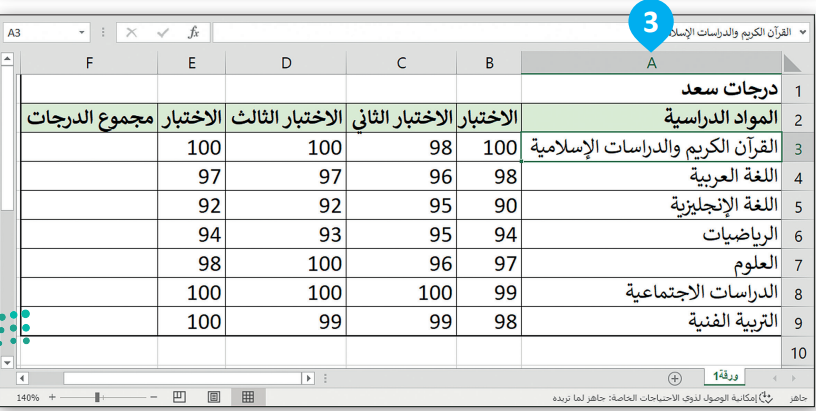 3
A3 fx القرآن الكريم والدراسات الإسلا
A B C D E F
1 درجات سعد
2 المواد الدراسية الاختبار الاختبار الثاني الاختبار الثالث الاختبار مجموع الدرجات
3 القرآن الكريم والدراسات الإسلامية 100 98 100 100
4 اللغة العربية 98 96 97 97
5 اللغة الإنجليزية 90 95 92 92
6 الرياضيات 94 95 93 94
7 العلوم 97 96 100 98
8 الدراسات الاجتماعية 99 100 100 100
9 التربية الفنية 98 99 99 100
10
ورقة1
جاهز إمكانية الوصول لذوي الاحتياجات الخاصة: جاهز لما تريده 140%